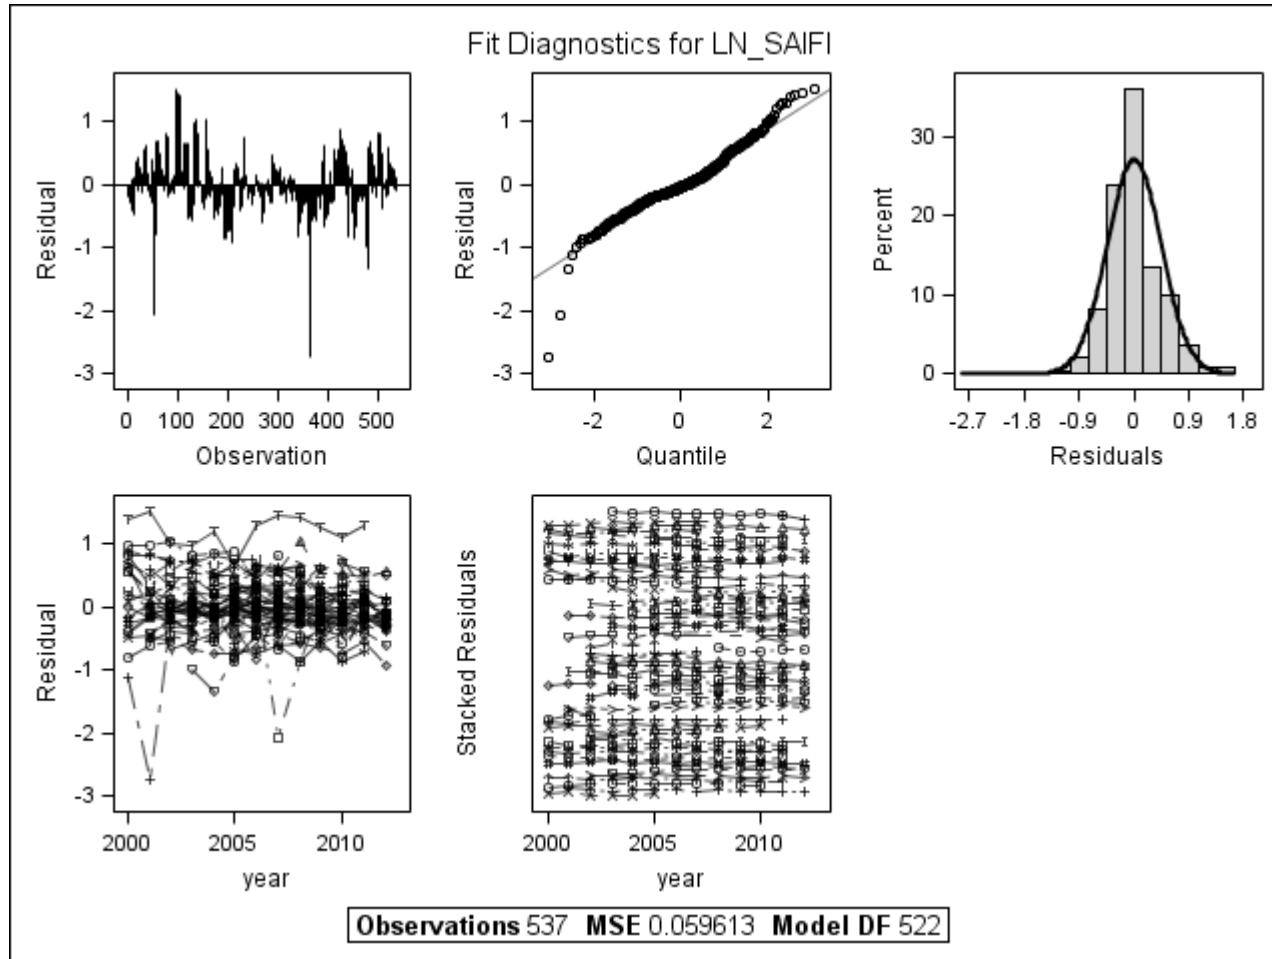 Fit Diagnostics for LN_SAIFI
Residual
1
0
-1
-2
-3
0 100 200 300 400 500
Observation
Residual
1
0
-1
-2
-3
-2 0 2
Quantile
Percent
30
20
10
0
-2.7 -1.8 -0.9 0 0.9 1.8
Residuals
Residual
1
0
-1
-2
-3
2000 2005 2010
year
Stacked Residuals
2000 2005 2010
year
Observations 537 MSE 0.059613 Model DF 522